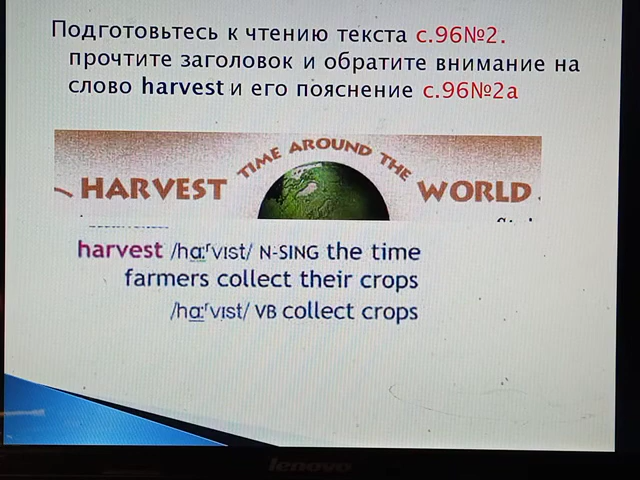 Подготовьтесь к чтению текста с.96№2.
прочтите заголовок и обратите внимание на
слово harvest и его пояснение с.96№2а
HARVEST TIME AROUND THE WORLD
harvest /hɑːʳvɪst/ N-SING the time
farmers collect their crops
/hɑːʳvɪst/ VB collect crops
lenovo